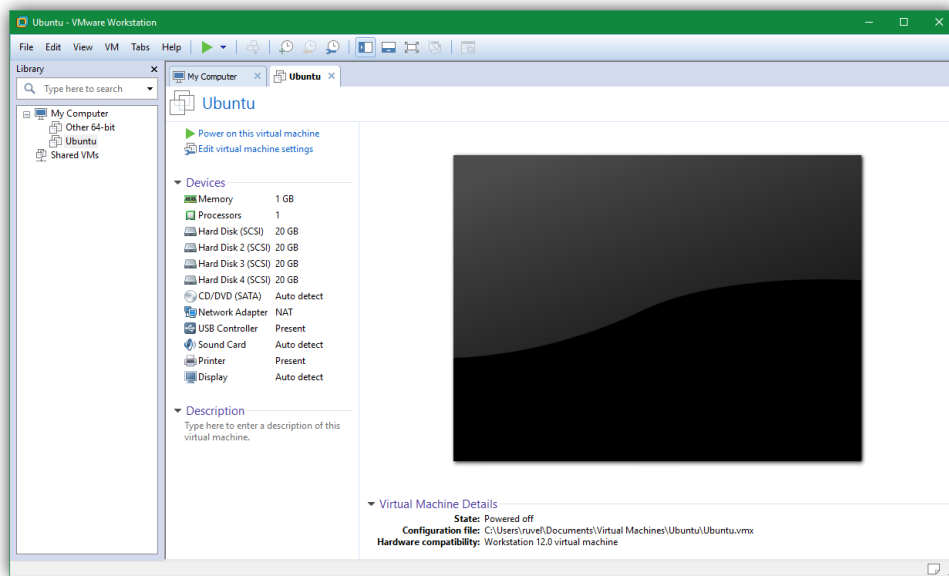 Ubuntu - VMware Workstation
File Edit View VM Tabs Help
Library
Type here to search
My Computer
Other 64-bit
Ubuntu
Shared VMs
My Computer
Ubuntu
Ubuntu
Power on this virtual machine
Edit virtual machine settings
Devices
Memory 1 GB
Processors 1
Hard Disk (SCSI) 20 GB
Hard Disk 2 (SCSI) 20 GB
Hard Disk 3 (SCSI) 20 GB
Hard Disk 4 (SCSI) 20 GB
CD/DVD (SATA) Auto detect
Network Adapter NAT
USB Controller Present
Sound Card Auto detect
Printer Present
Display Auto detect
Description
Type here to enter a description of this
virtual machine.
Virtual Machine Details
State: Powered off
Configuration file: C:\Users\ruvel\Documents\Virtual Machines\Ubuntu\Ubuntu.vmx
Hardware compatibility: Workstation 12.0 virtual machine